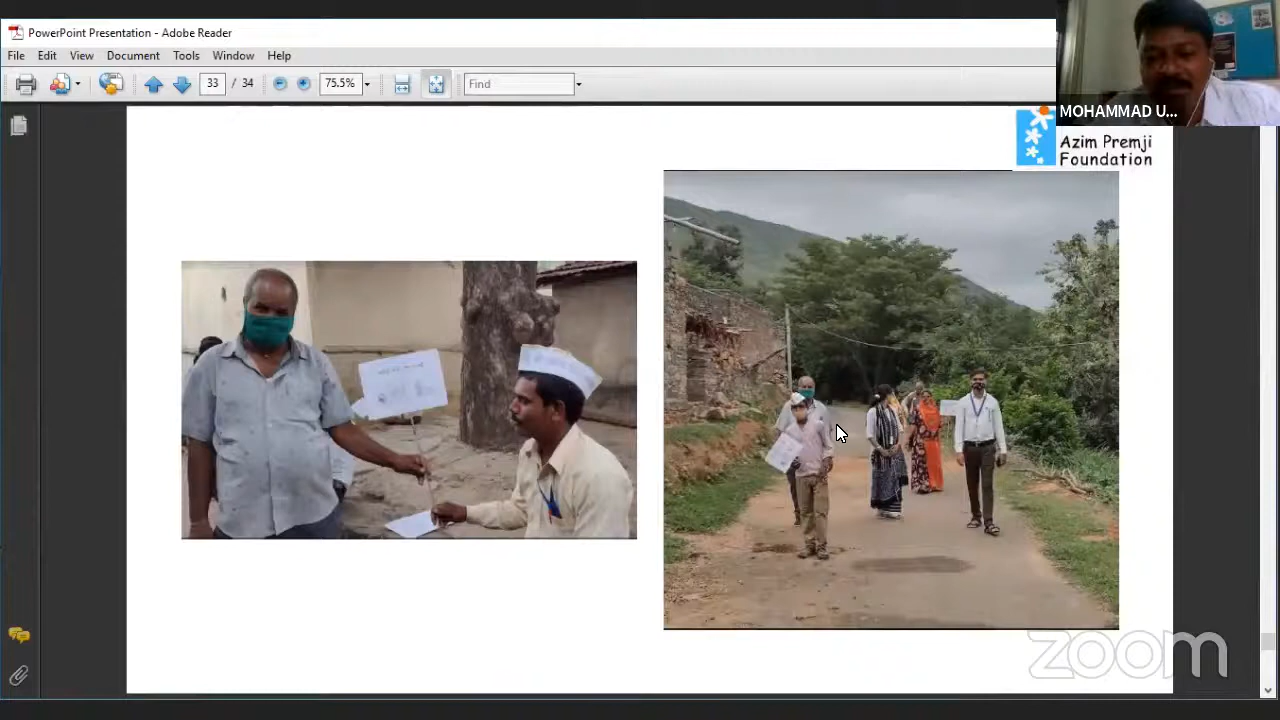 PowerPoint Presentation - Adobe Reader
File Edit View Document Tools Window Help
33 / 34 75.5% Find
MOHAMMAD U...
Azim Premji
Foundation
zoom